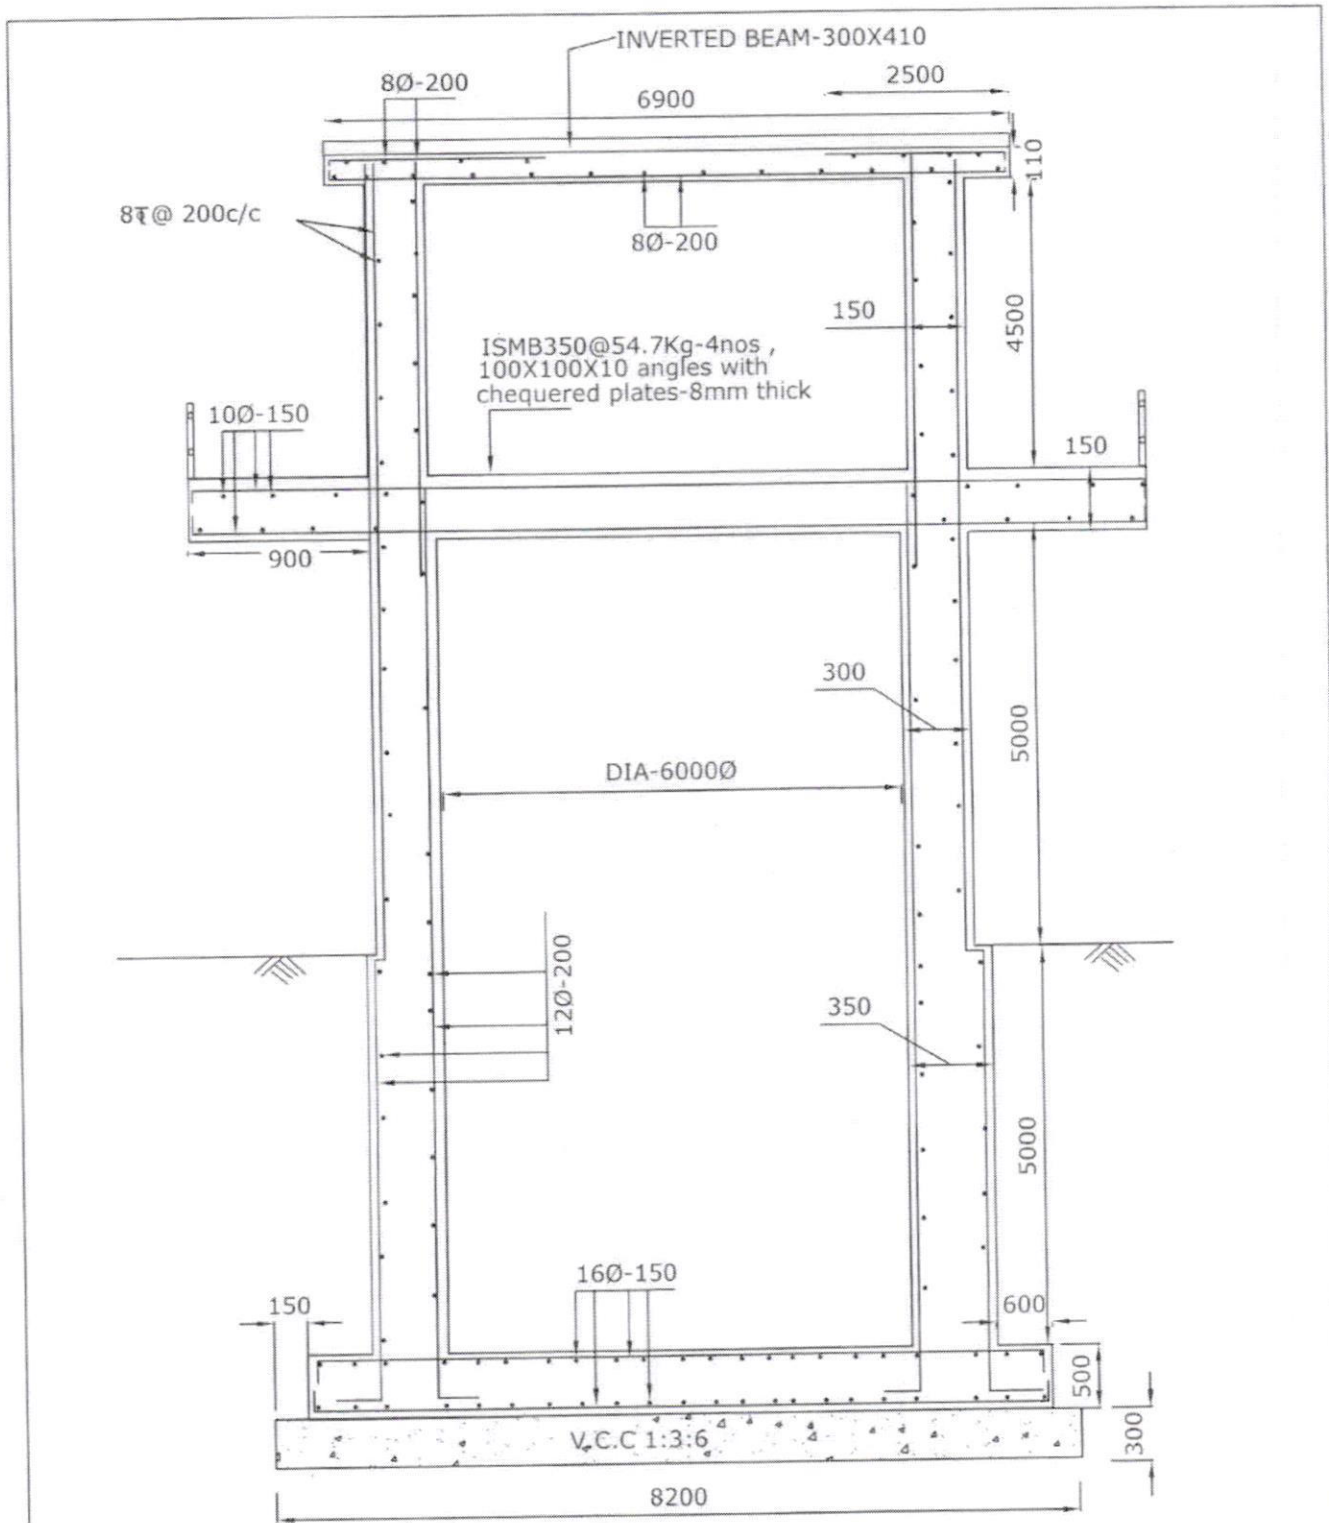 INVERTED BEAM-300X410
2500
8Ø-200
6900
110
8₸@ 200c/c
8Ø-200
150
4500
ISMB350@54.7Kg-4nos ,
100X100X10 angles with
chequered plates-8mm thick
10Ø-150
150
900
300
5000
DIA-6000Ø
12Ø-200
350
5000
16Ø-150
150
600
500
300
V.C.C 1:3:6
8200